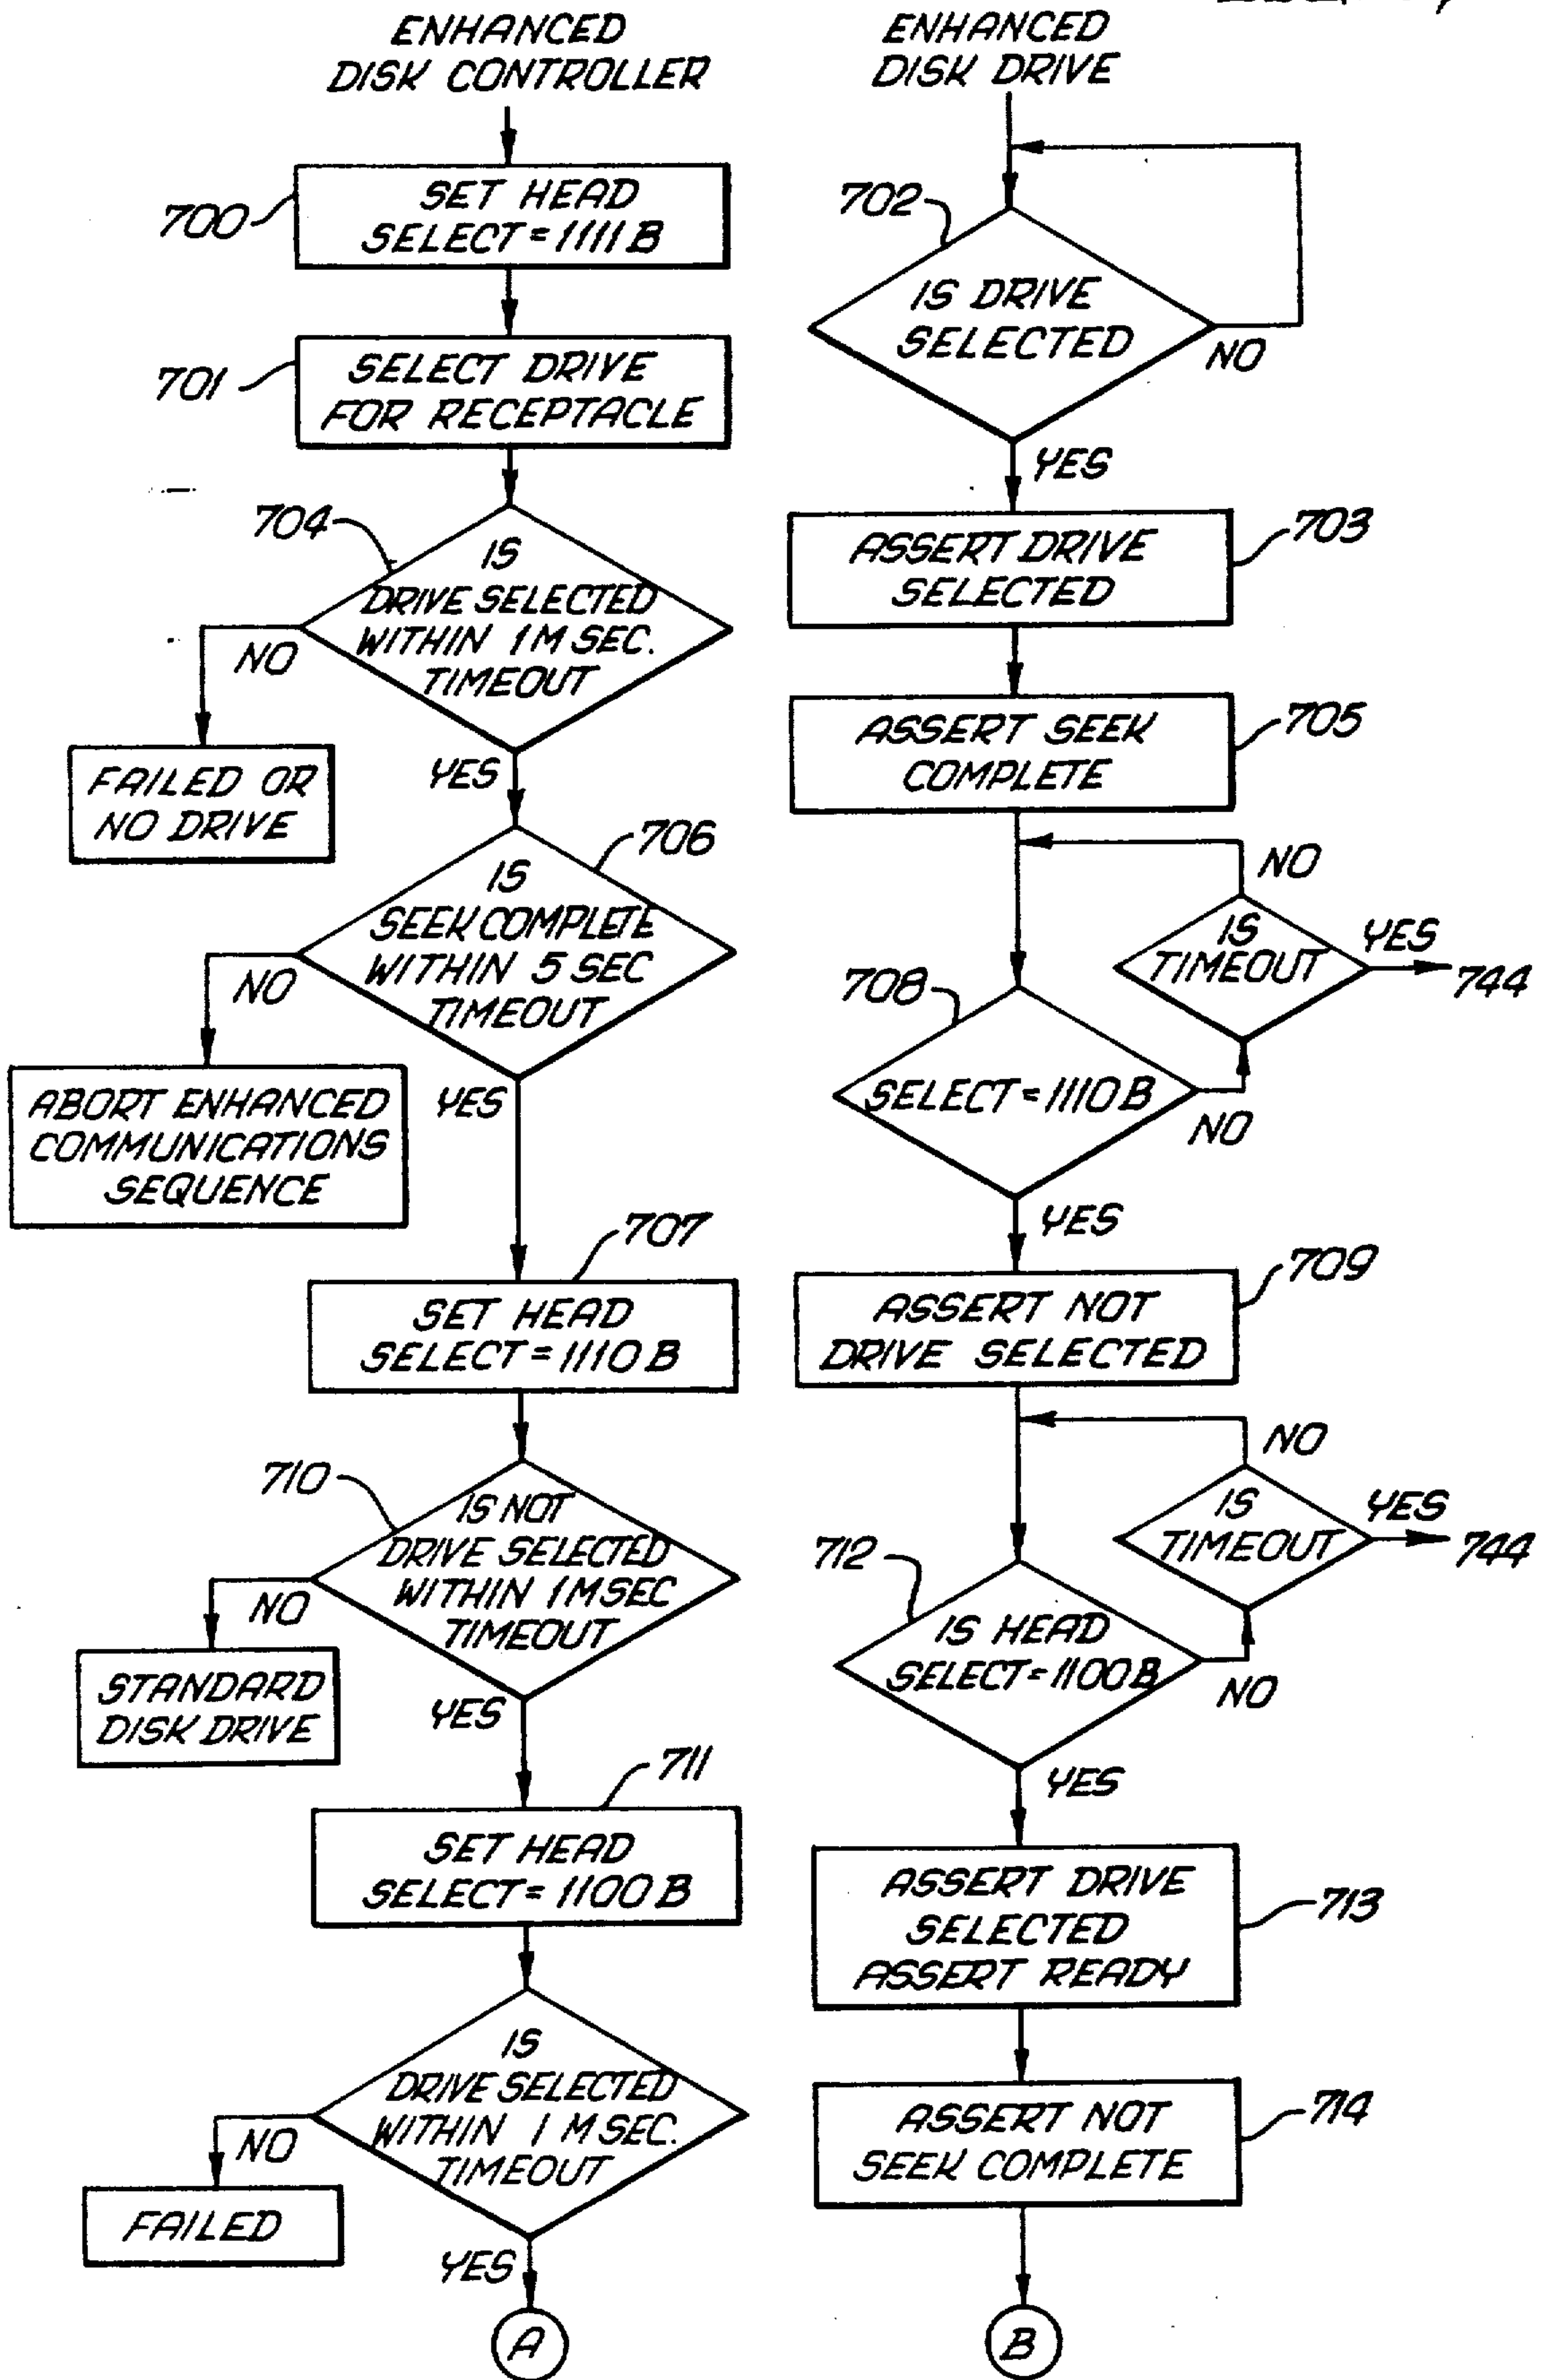 ENHANCED
DISK CONTROLLER
700
SET HEAD
SELECT = 1111 B
701
SELECT DRIVE
FOR RECEPTACLE
704
IS
DRIVE SELECTED
WITHIN 1 M SEC.
TIMEOUT
NO
YES
FAILED OR
NO DRIVE
706
IS
SEEK COMPLETE
WITHIN 5 SEC
TIMEOUT
NO
YES
ABORT ENHANCED
COMMUNICATIONS
SEQUENCE
707
SET HEAD
SELECT = 1110 B
710
IS NOT
DRIVE SELECTED
WITHIN 1 MSEC
TIMEOUT
NO
YES
STANDARD
DISK DRIVE
711
SET HEAD
SELECT = 1100 B
IS
DRIVE SELECTED
WITHIN 1 M SEC.
TIMEOUT
NO
YES
FAILED
A
ENHANCED
DISK DRIVE
702
IS DRIVE
SELECTED
NO
YES
703
ASSERT DRIVE
SELECTED
705
ASSERT SEEK
COMPLETE
NO
IS
TIMEOUT
YES
744
708
SELECT = 1110 B
NO
YES
709
ASSERT NOT
DRIVE SELECTED
NO
IS
TIMEOUT
YES
744
712
IS HEAD
SELECT = 1100 B
NO
YES
713
ASSERT DRIVE
SELECTED
ASSERT READY
714
ASSERT NOT
SEEK COMPLETE
B